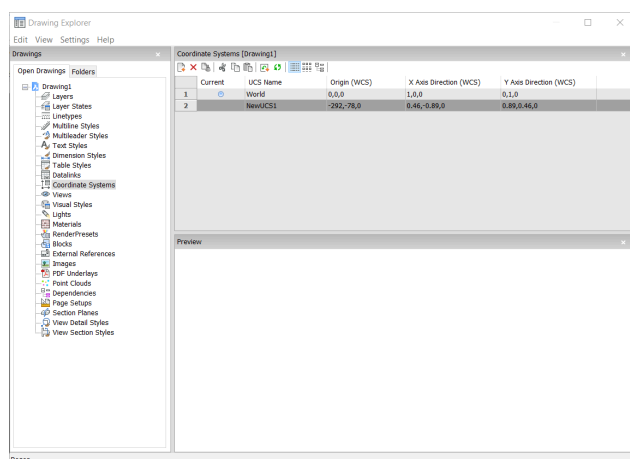 Drawing Explorer
Edit View Settings Help
Drawings
Open Drawings Folders
Drawing1
Layers
Layer States
Linetypes
Multiline Styles
Multileader Styles
Text Styles
Dimension Styles
Table Styles
Datalinks
Coordinate Systems
Views
Visual Styles
Lights
Materials
RenderPresets
Blocks
External References
Images
PDF Underlays
Point Clouds
Dependencies
Page Setups
Section Planes
View Detail Styles
View Section Styles
Coordinate Systems [Drawing1]
Current UCS Name Origin (WCS) X Axis Direction (WCS) Y Axis Direction (WCS)
1 World 0,0,0 1,0,0 0,1,0
2 NewUCS1 -292,-78,0 0.46,-0.89,0 0.89,0.46,0
Preview